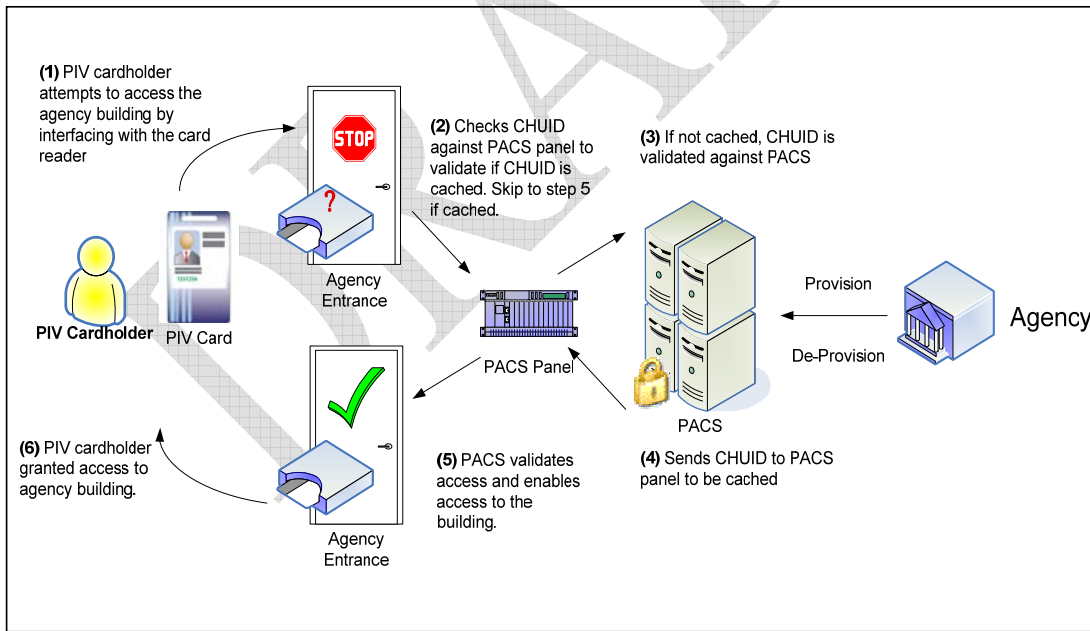 (1) PIV cardholder
attempts to access the
agency building by
interfacing with the card
reader
STOP
?
(2) Checks CHUID
against PACS panel to
validate if CHUID is
cached. Skip to step 5
if cached.
(3) If not cached, CHUID is
validated against PACS
Agency
Entrance
PIV Cardholder
PIV Card
PACS Panel
Provision
De-Provision
Agency
PACS
(6) PIV cardholder
granted access to
agency building.
(5) PACS validates
access and enables
access to the
building.
(4) Sends CHUID to PACS
panel to be cached
Agency
Entrance
DRAFT